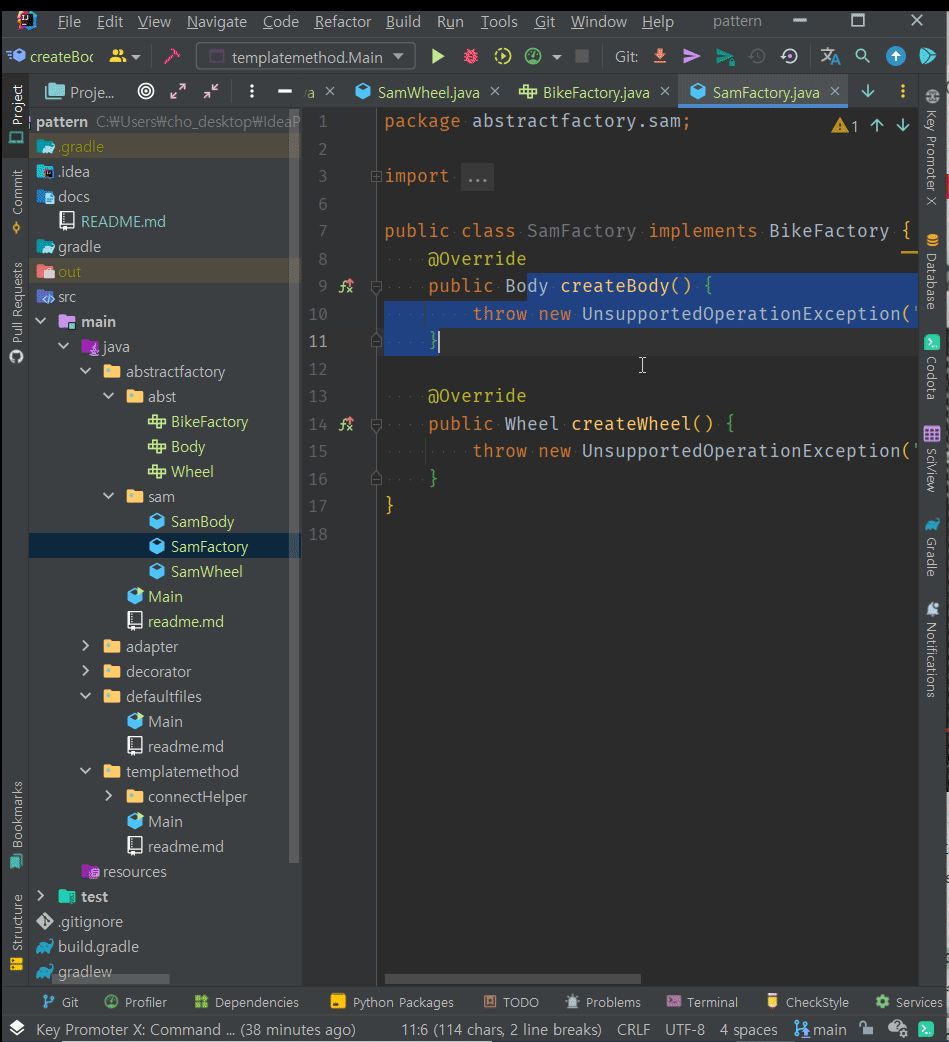 File Edit View Navigate Code Refactor Build Run Tools Git Window Help pattern
createBoc templatemethod.Main Git:
Proje... va SamWheel.java BikeFactory.java SamFactory.java
Project
Commit
Pull Requests
Bookmarks
Structure
pattern C:₩Users₩cho_desktop₩IdeaP
.gradle
.idea
docs
README.md
gradle
out
src
main
java
abstractfactory
abst
BikeFactory
Body
Wheel
sam
SamBody
SamFactory
SamWheel
Main
readme.md
adapter
decorator
defaultfiles
Main
readme.md
templatemethod
connectHelper
Main
readme.md
resources
test
.gitignore
build.gradle
gradlew
1 package abstractfactory.sam; 1
2
3 import ...
6
7 public class SamFactory implements BikeFactory {
8 @Override
9 public Body createBody() {
10 throw new UnsupportedOperationException("
11 }
12
13 @Override
14 public Wheel createWheel() {
15 throw new UnsupportedOperationException("
16 }
17 }
18
Key Promoter X
Database
Codota
SciView
Gradle
Notifications
Git Profiler Dependencies Python Packages TODO Problems Terminal CheckStyle Services
Key Promoter X: Command ... (38 minutes ago) 11:6 (114 chars, 2 line breaks) CRLF UTF-8 4 spaces main